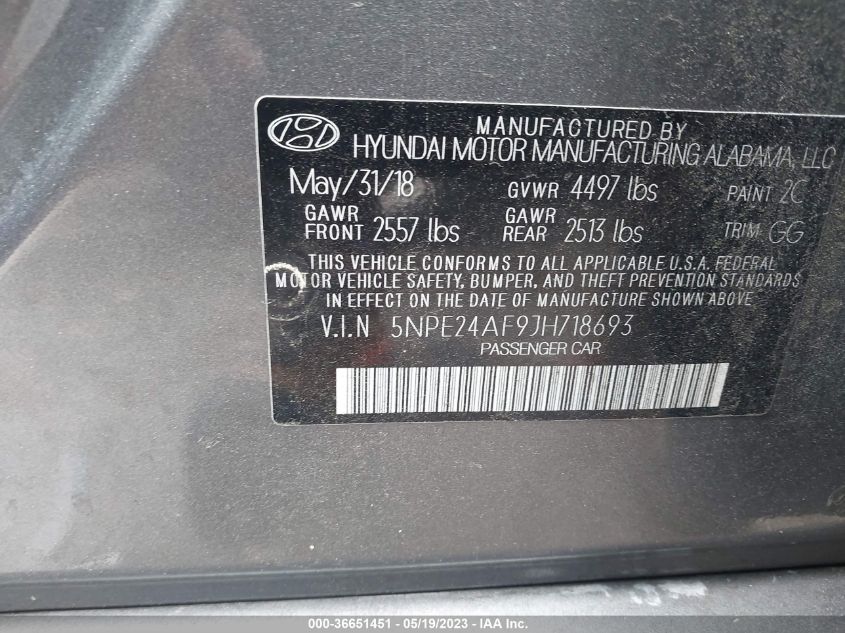 MANUFACTURED BY
HYUNDAI MOTOR MANUFACTURING ALABAMA, LLC
May/31/18 GVWR 4497 lbs PAINT 2C
GAWR FRONT 2557 lbs GAWR REAR 2513 lbs TRIM GG
THIS VEHICLE CONFORMS TO ALL APPLICABLE U.S.A. FEDERAL
MOTOR VEHICLE SAFETY, BUMPER, AND THEFT PREVENTION STANDARDS
IN EFFECT ON THE DATE OF MANUFACTURE SHOWN ABOVE
V.I.N 5NPE24AF9JH718693
PASSENGER CAR
000-36651451 - 05/19/2023 - IAA, Inc.